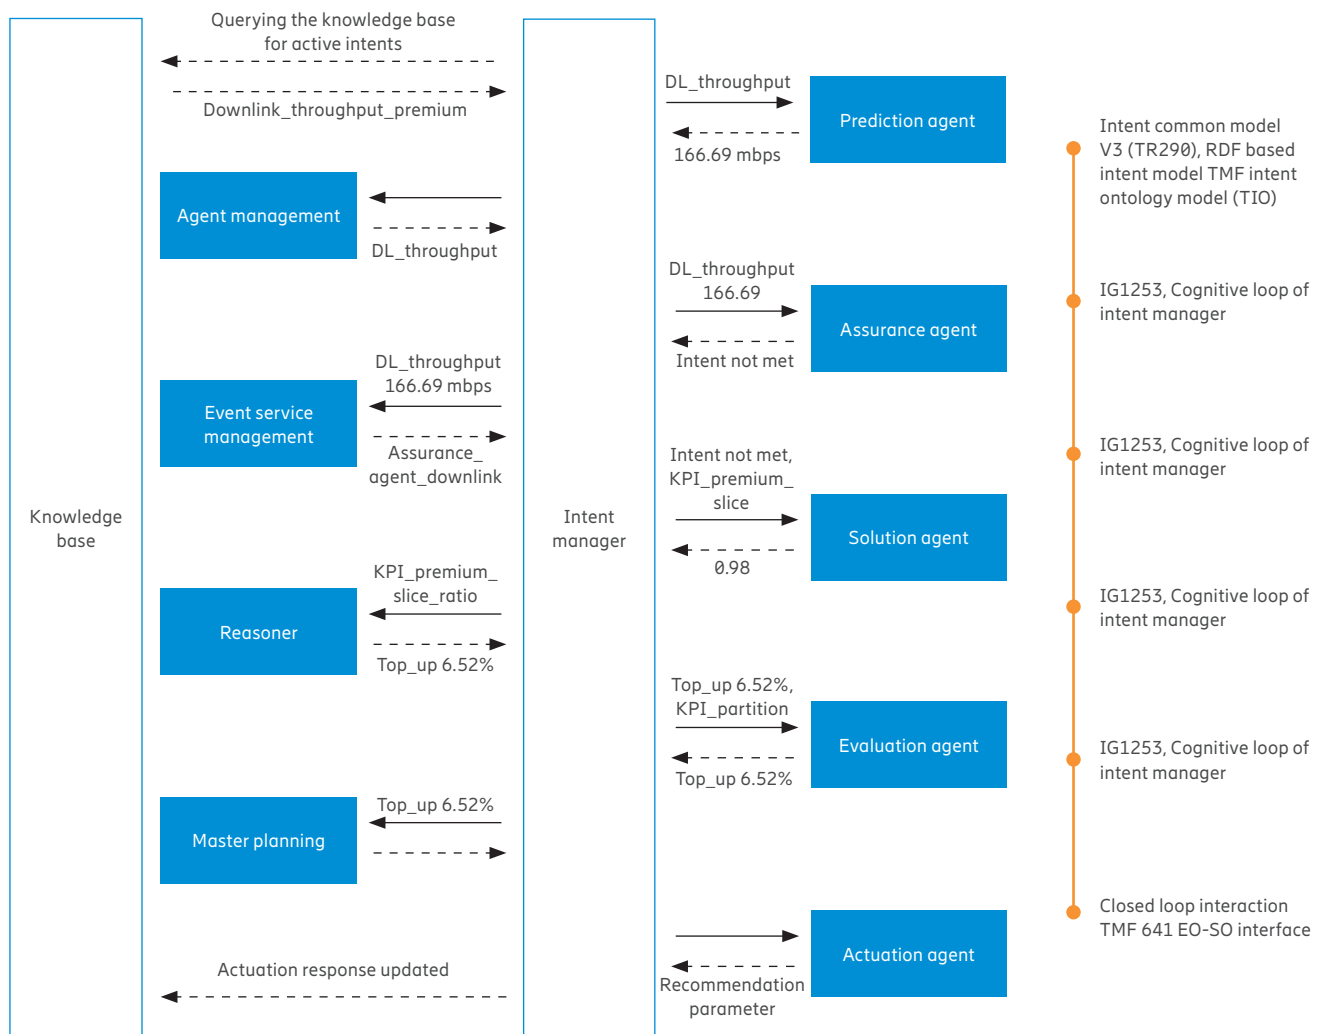 Querying the knowledge base
for active intents
Downlink_throughput_premium
DL_throughput
Prediction agent
166.69 mbps
Intent common model
V3 (TR290), RDF based
intent model TMF intent
ontology model (TIO)
Agent management
DL_throughput
DL_throughput
166.69
Assurance agent
Intent not met
IG1253, Cognitive loop of
intent manager
DL_throughput
166.69 mbps
Event service
management
Assurance_
agent_downlink
Intent not met,
KPI_premium_
slice
Solution agent
0.98
IG1253, Cognitive loop of
intent manager
Knowledge
base
Intent
manager
KPI_premium_
slice_ratio
Reasoner
Top_up 6.52%
IG1253, Cognitive loop of
intent manager
Top_up 6.52%,
KPI_partition
Evaluation agent
Top_up 6.52%
IG1253, Cognitive loop of
intent manager
Top_up 6.52%
Master planning
Closed loop interaction
TMF 641 EO-SO interface
Actuation agent
Recommendation
parameter
Actuation response updated